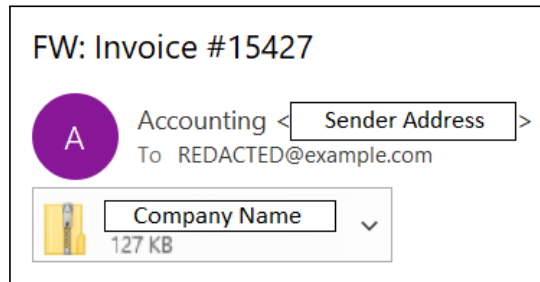 FW: Invoice #15427
A
Accounting < Sender Address >
To REDACTED@example.com
Company Name
127 KB